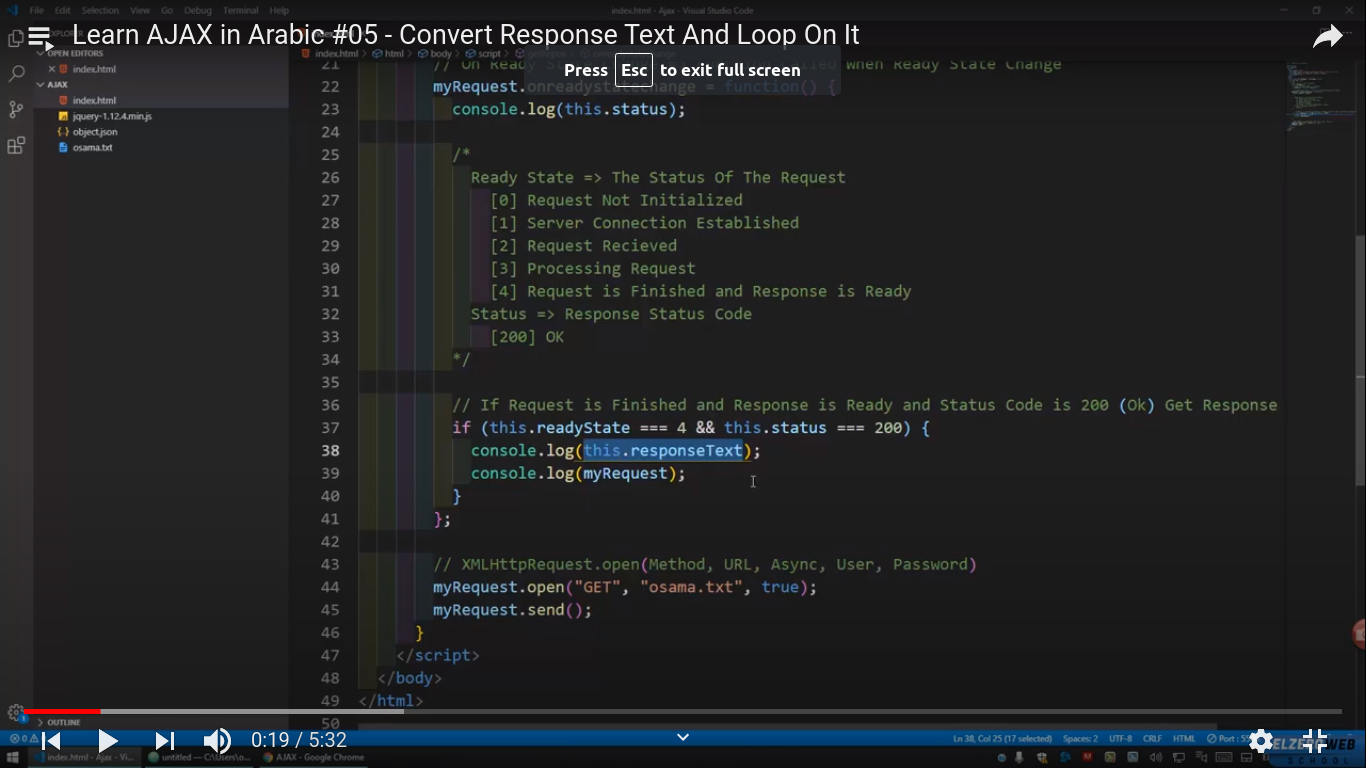 File Edit Selection View Go Debug Terminal Help
index.html - Ajax - Visual Studio Code
Learn AJAX in Arabic #05 - Convert Response Text And Loop On It
OPEN EDITORS
index.html
AJAX
index.html
jquery-1.12.4.min.js
object.json
osama.txt
index.html > html > body > script
Press Esc to exit full screen
21 // On Ready When Ready State Change
22 myRequest.onreadystatechange = function() {
23 console.log(this.status);
24
25 /*
26 Ready State => The Status Of The Request
27 [0] Request Not Initialized
28 [1] Server Connection Established
29 [2] Request Recieved
30 [3] Processing Request
31 [4] Request is Finished and Response is Ready
32 Status => Response Status Code
33 [200] OK
34 */
35
36 // If Request is Finished and Response is Ready and Status Code is 200 (Ok) Get Response
37 if (this.readyState === 4 && this.status === 200) {
38 console.log(this.responseText);
39 console.log(myRequest);
40 }
41 };
42
43 // XMLHttpRequest.open(Method, URL, Async, User, Password)
44 myRequest.open("GET", "osama.txt", true);
45 myRequest.send();
46 }
47 </script>
48 </body>
49 </html>
50
OUTLINE
0:19 / 5:32
Ln 38, Col 25 (17 selected) Spaces: 2 UTF-8 CRLF HTML
index.html - Ajax - Vi...
untitled — C:\Users\o...
AJAX - Google Chrome
ELZERO WEB
SCHOOL